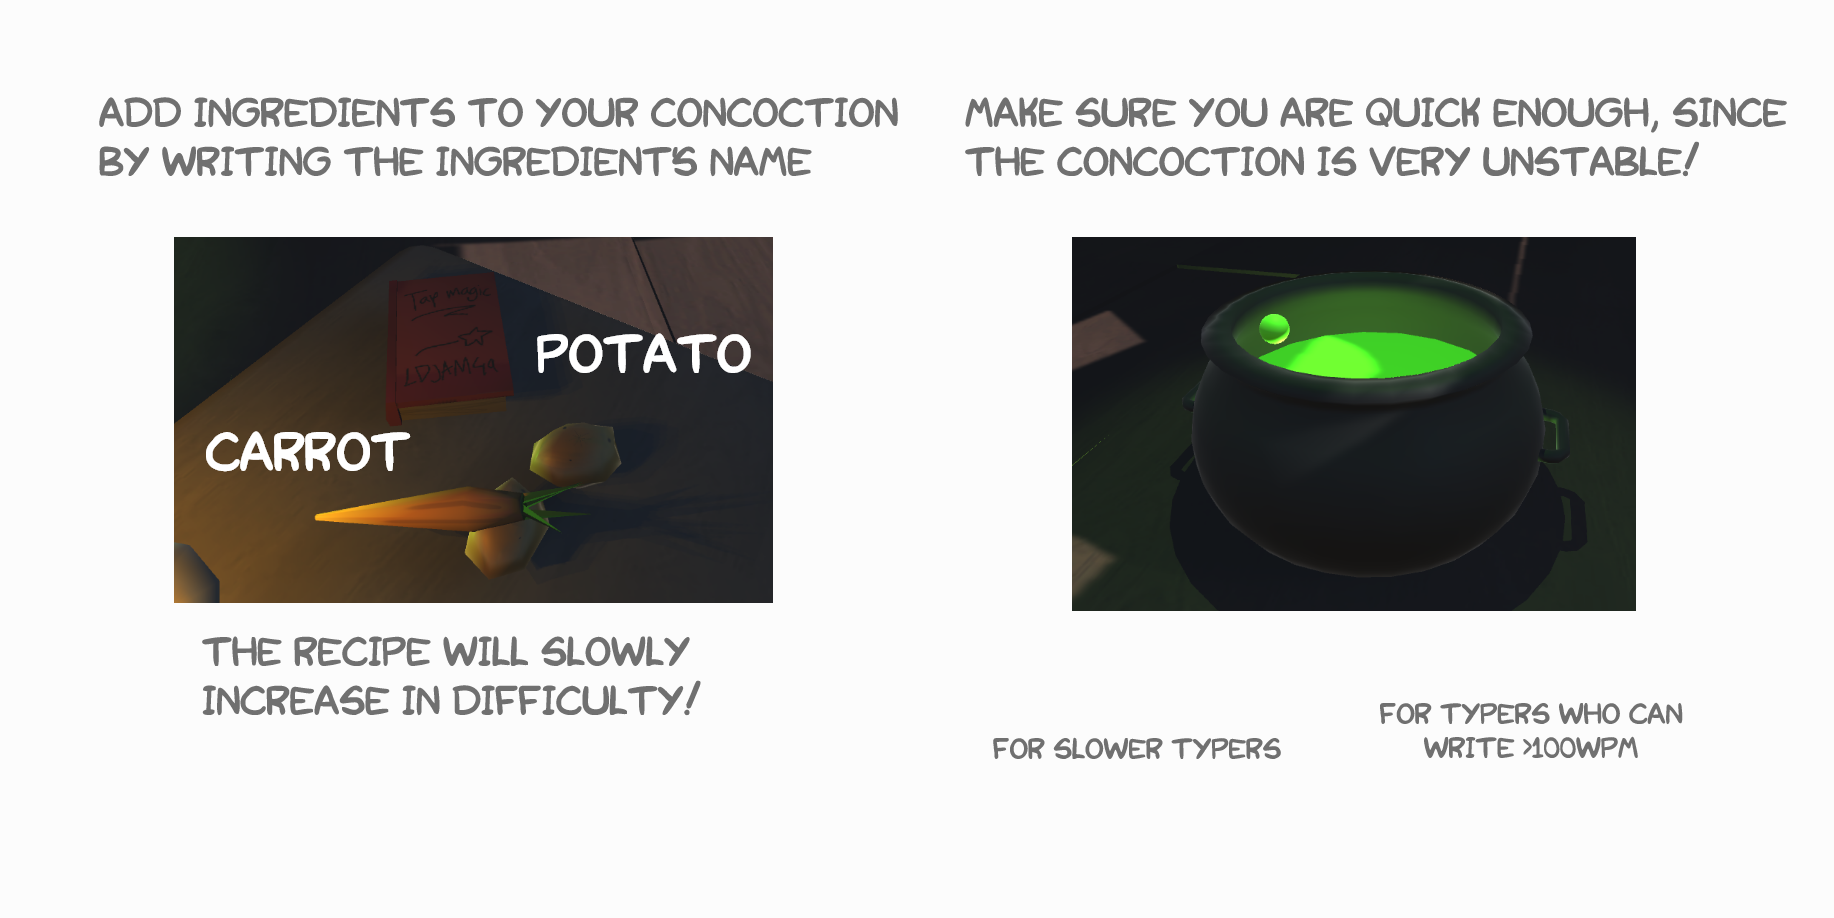 ADD INGREDIENTS TO YOUR CONCOCTION
BY WRITING THE INGREDIENT'S NAME
MAKE SURE YOU ARE QUICK ENOUGH, SINCE
THE CONCOCTION IS VERY UNSTABLE!
Tap magic
LDJAM49
POTATO
CARROT
THE RECIPE WILL SLOWLY
INCREASE IN DIFFICULTY!
FOR SLOWER TYPERS
FOR TYPERS WHO CAN
WRITE >100WPM